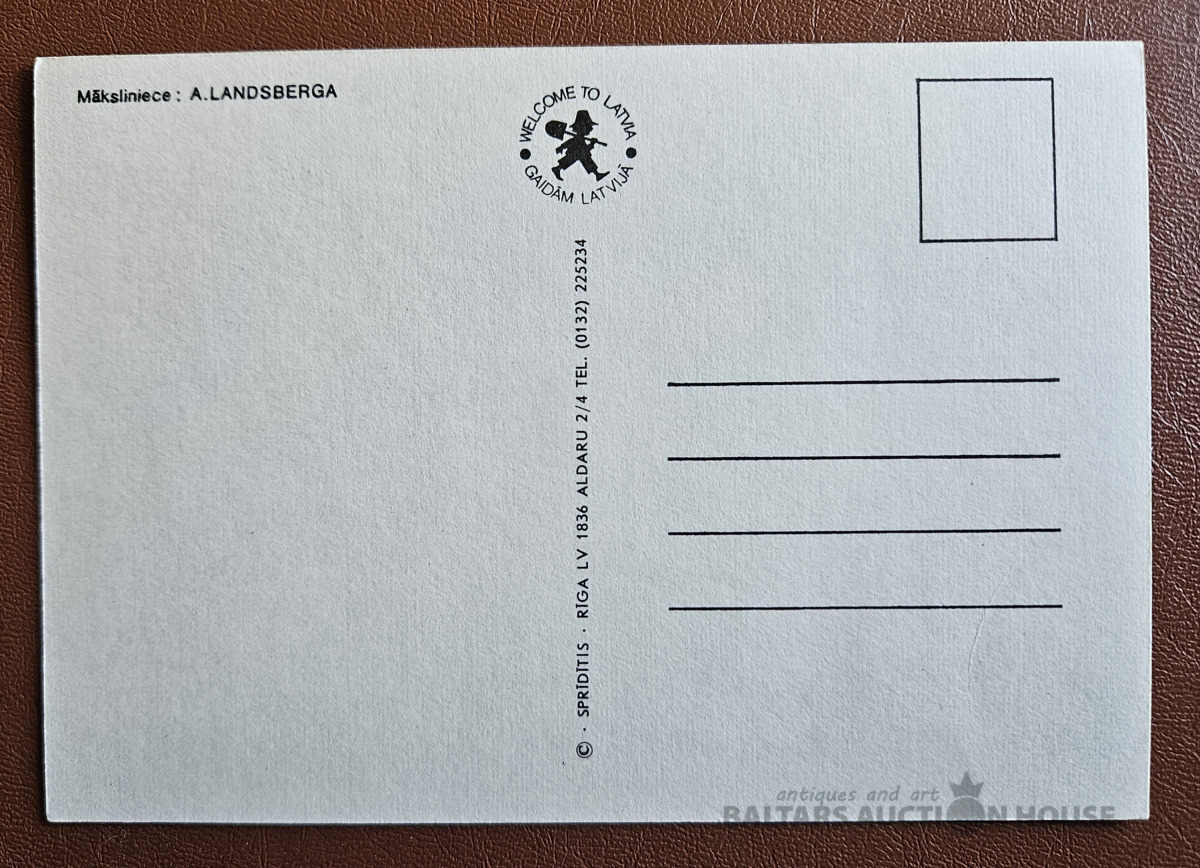 Māksliniece : A.LANDSBERGA
WELCOME TO LATVIA
• GAIDĀM LATVIJĀ •
© · SPRĪDĪTIS · RĪGA LV 1836 ALDARU 2/4 TEL. (0132) 225234
antiques and art
BALTARS AUCTION HOUSE